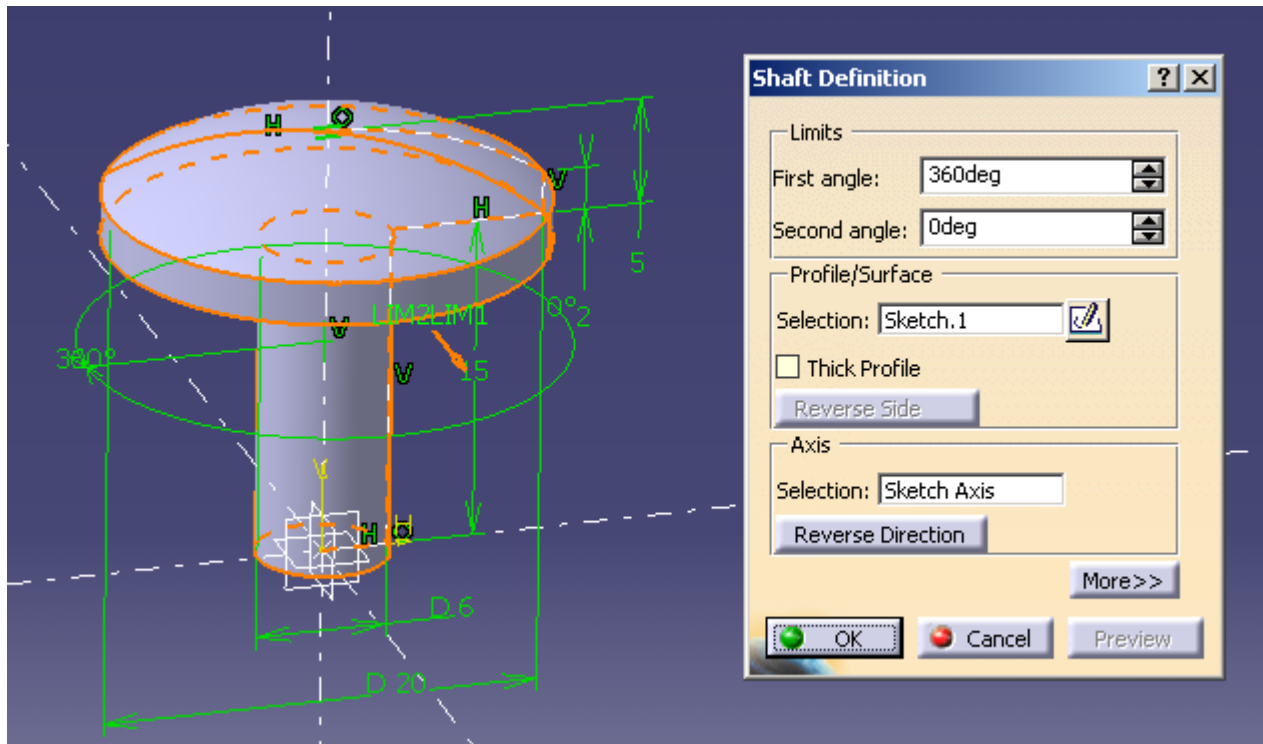 Shaft Definition
Limits
First angle: 360deg
Second angle: 0deg
Profile/Surface
Selection: Sketch.1
Thick Profile
Reverse Side
Axis
Selection: Sketch Axis
Reverse Direction
More>>
OK Cancel Preview
H
V
H
5
LIM2LIM1
0°
2
V
360°
V
15
V
H
D 6
D 20